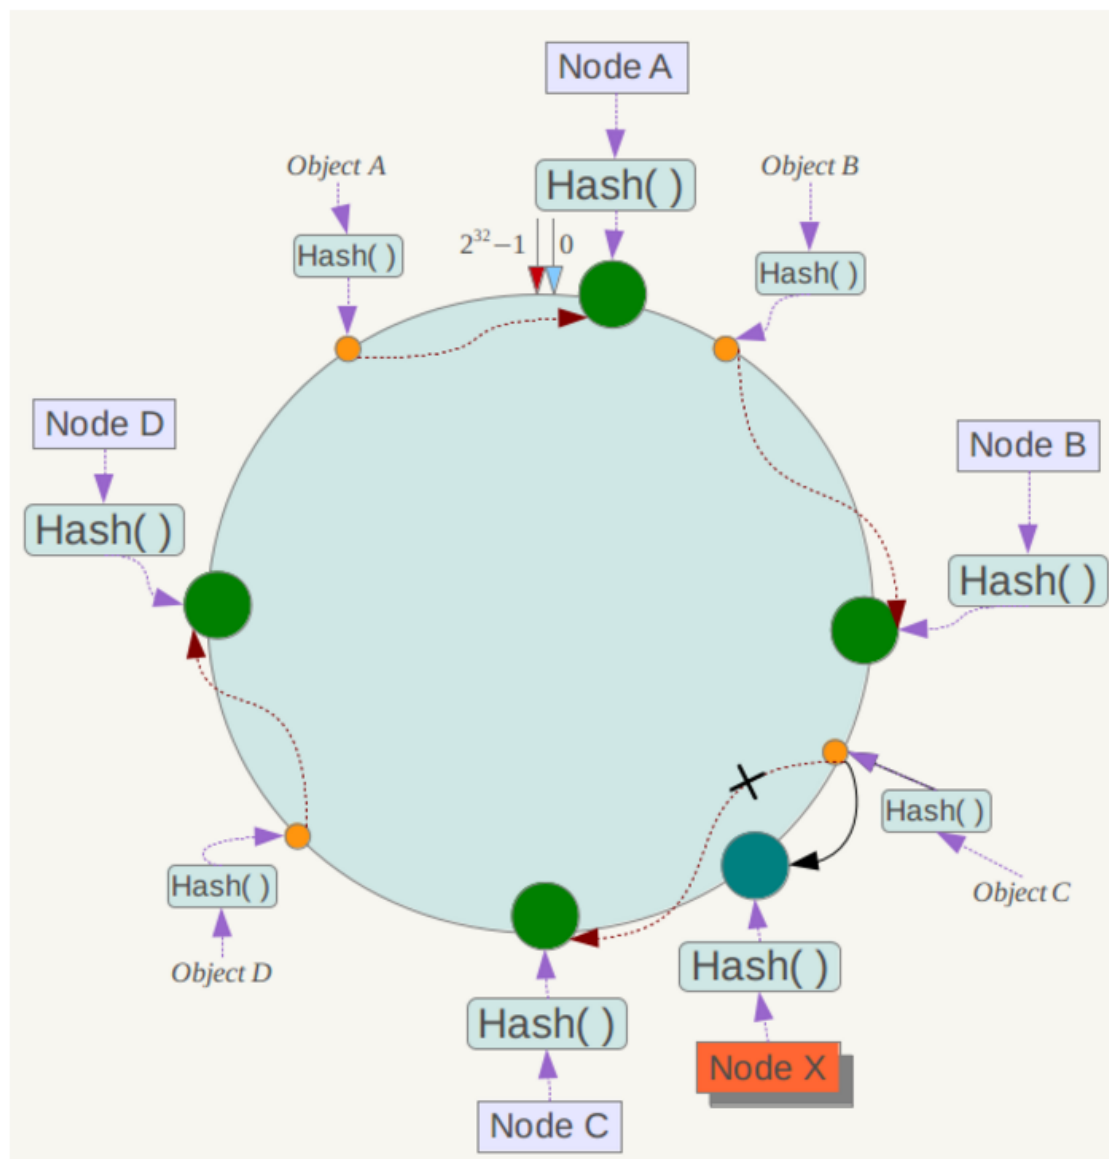 Node A
Object A
Object B
Hash( )
Hash( )
2³²−1
0
Hash( )
Node D
Node B
Hash( )
Hash( )
Hash( )
Object C
Hash( )
Object D
Hash( )
Hash( )
Node X
Node C